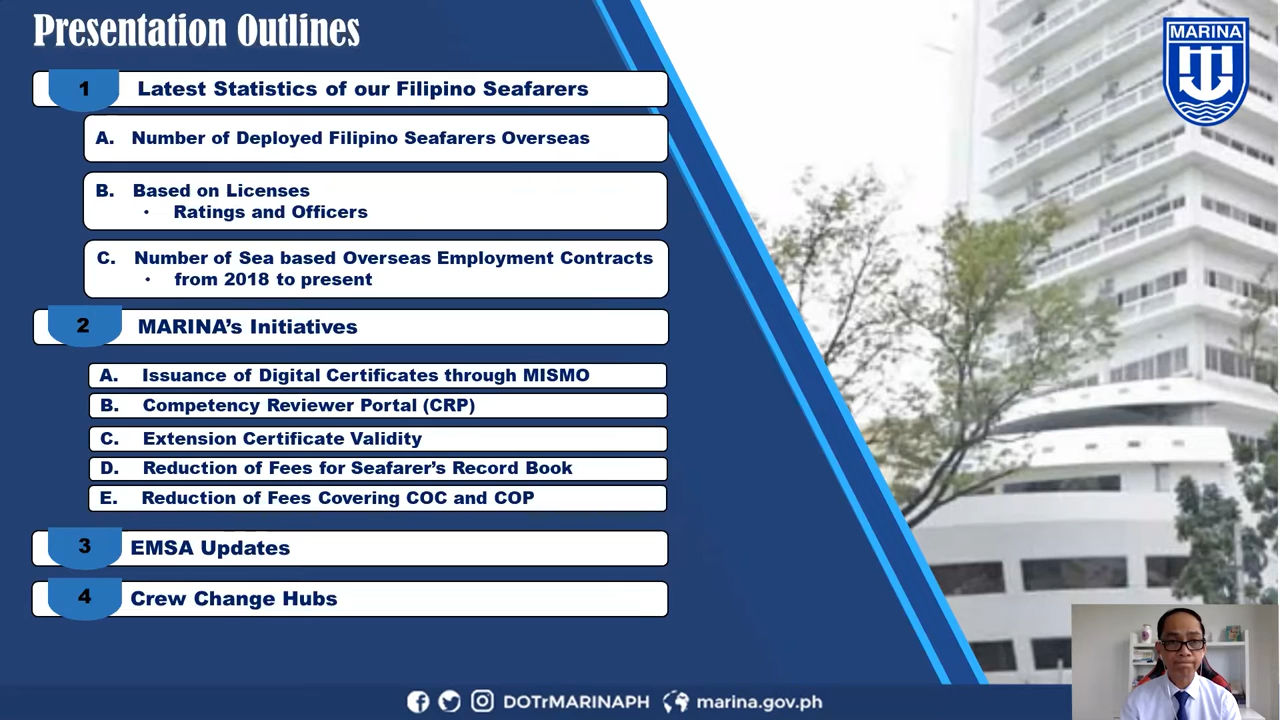 Presentation Outlines
MARINA
1 Latest Statistics of our Filipino Seafarers
A. Number of Deployed Filipino Seafarers Overseas
B. Based on Licenses
• Ratings and Officers
C. Number of Sea based Overseas Employment Contracts
• from 2018 to present
2 MARINA's Initiatives
A. Issuance of Digital Certificates through MISMO
B. Competency Reviewer Portal (CRP)
C. Extension Certificate Validity
D. Reduction of Fees for Seafarer's Record Book
E. Reduction of Fees Covering COC and COP
3 EMSA Updates
4 Crew Change Hubs
DOTrMARINAPH marina.gov.ph